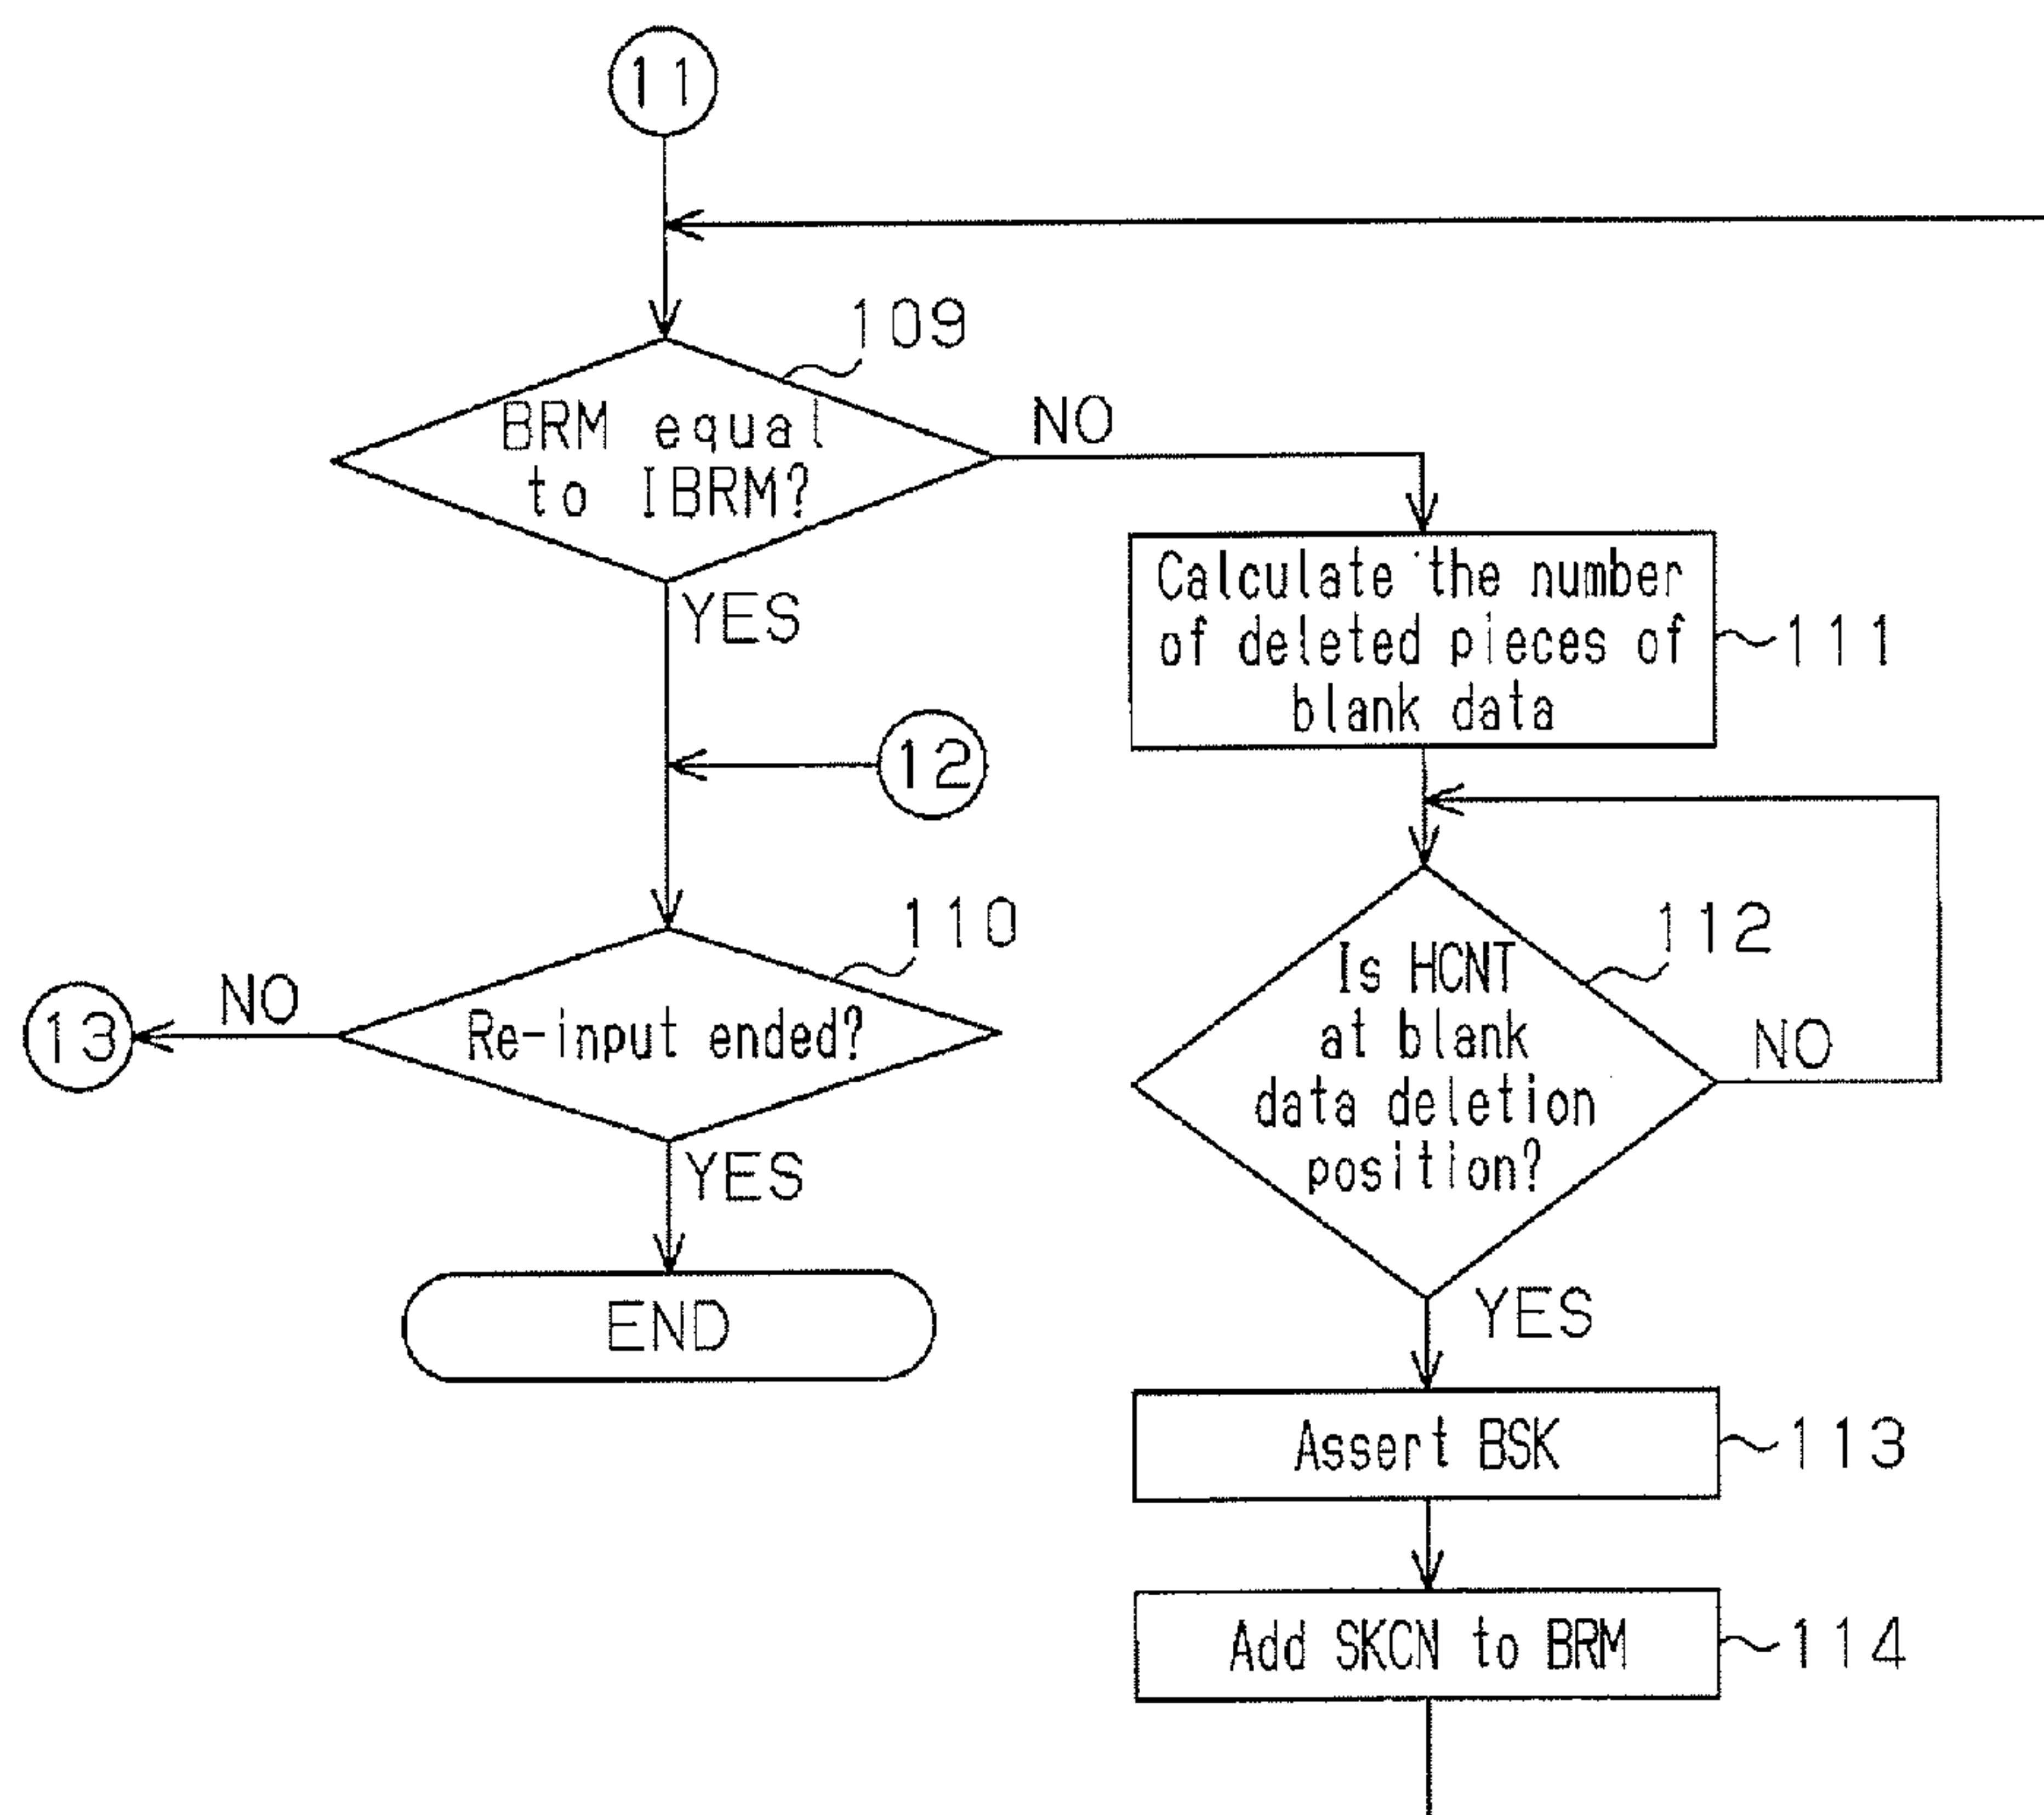 11
109
BRM equal
to IBRM?
NO
YES
Calculate the number
of deleted pieces of
blank data
111
12
110
Re-input ended?
NO
13
YES
END
112
Is HCNT
at blank
data deletion
position?
NO
YES
Assert BSK
113
Add SKCN to BRM
114